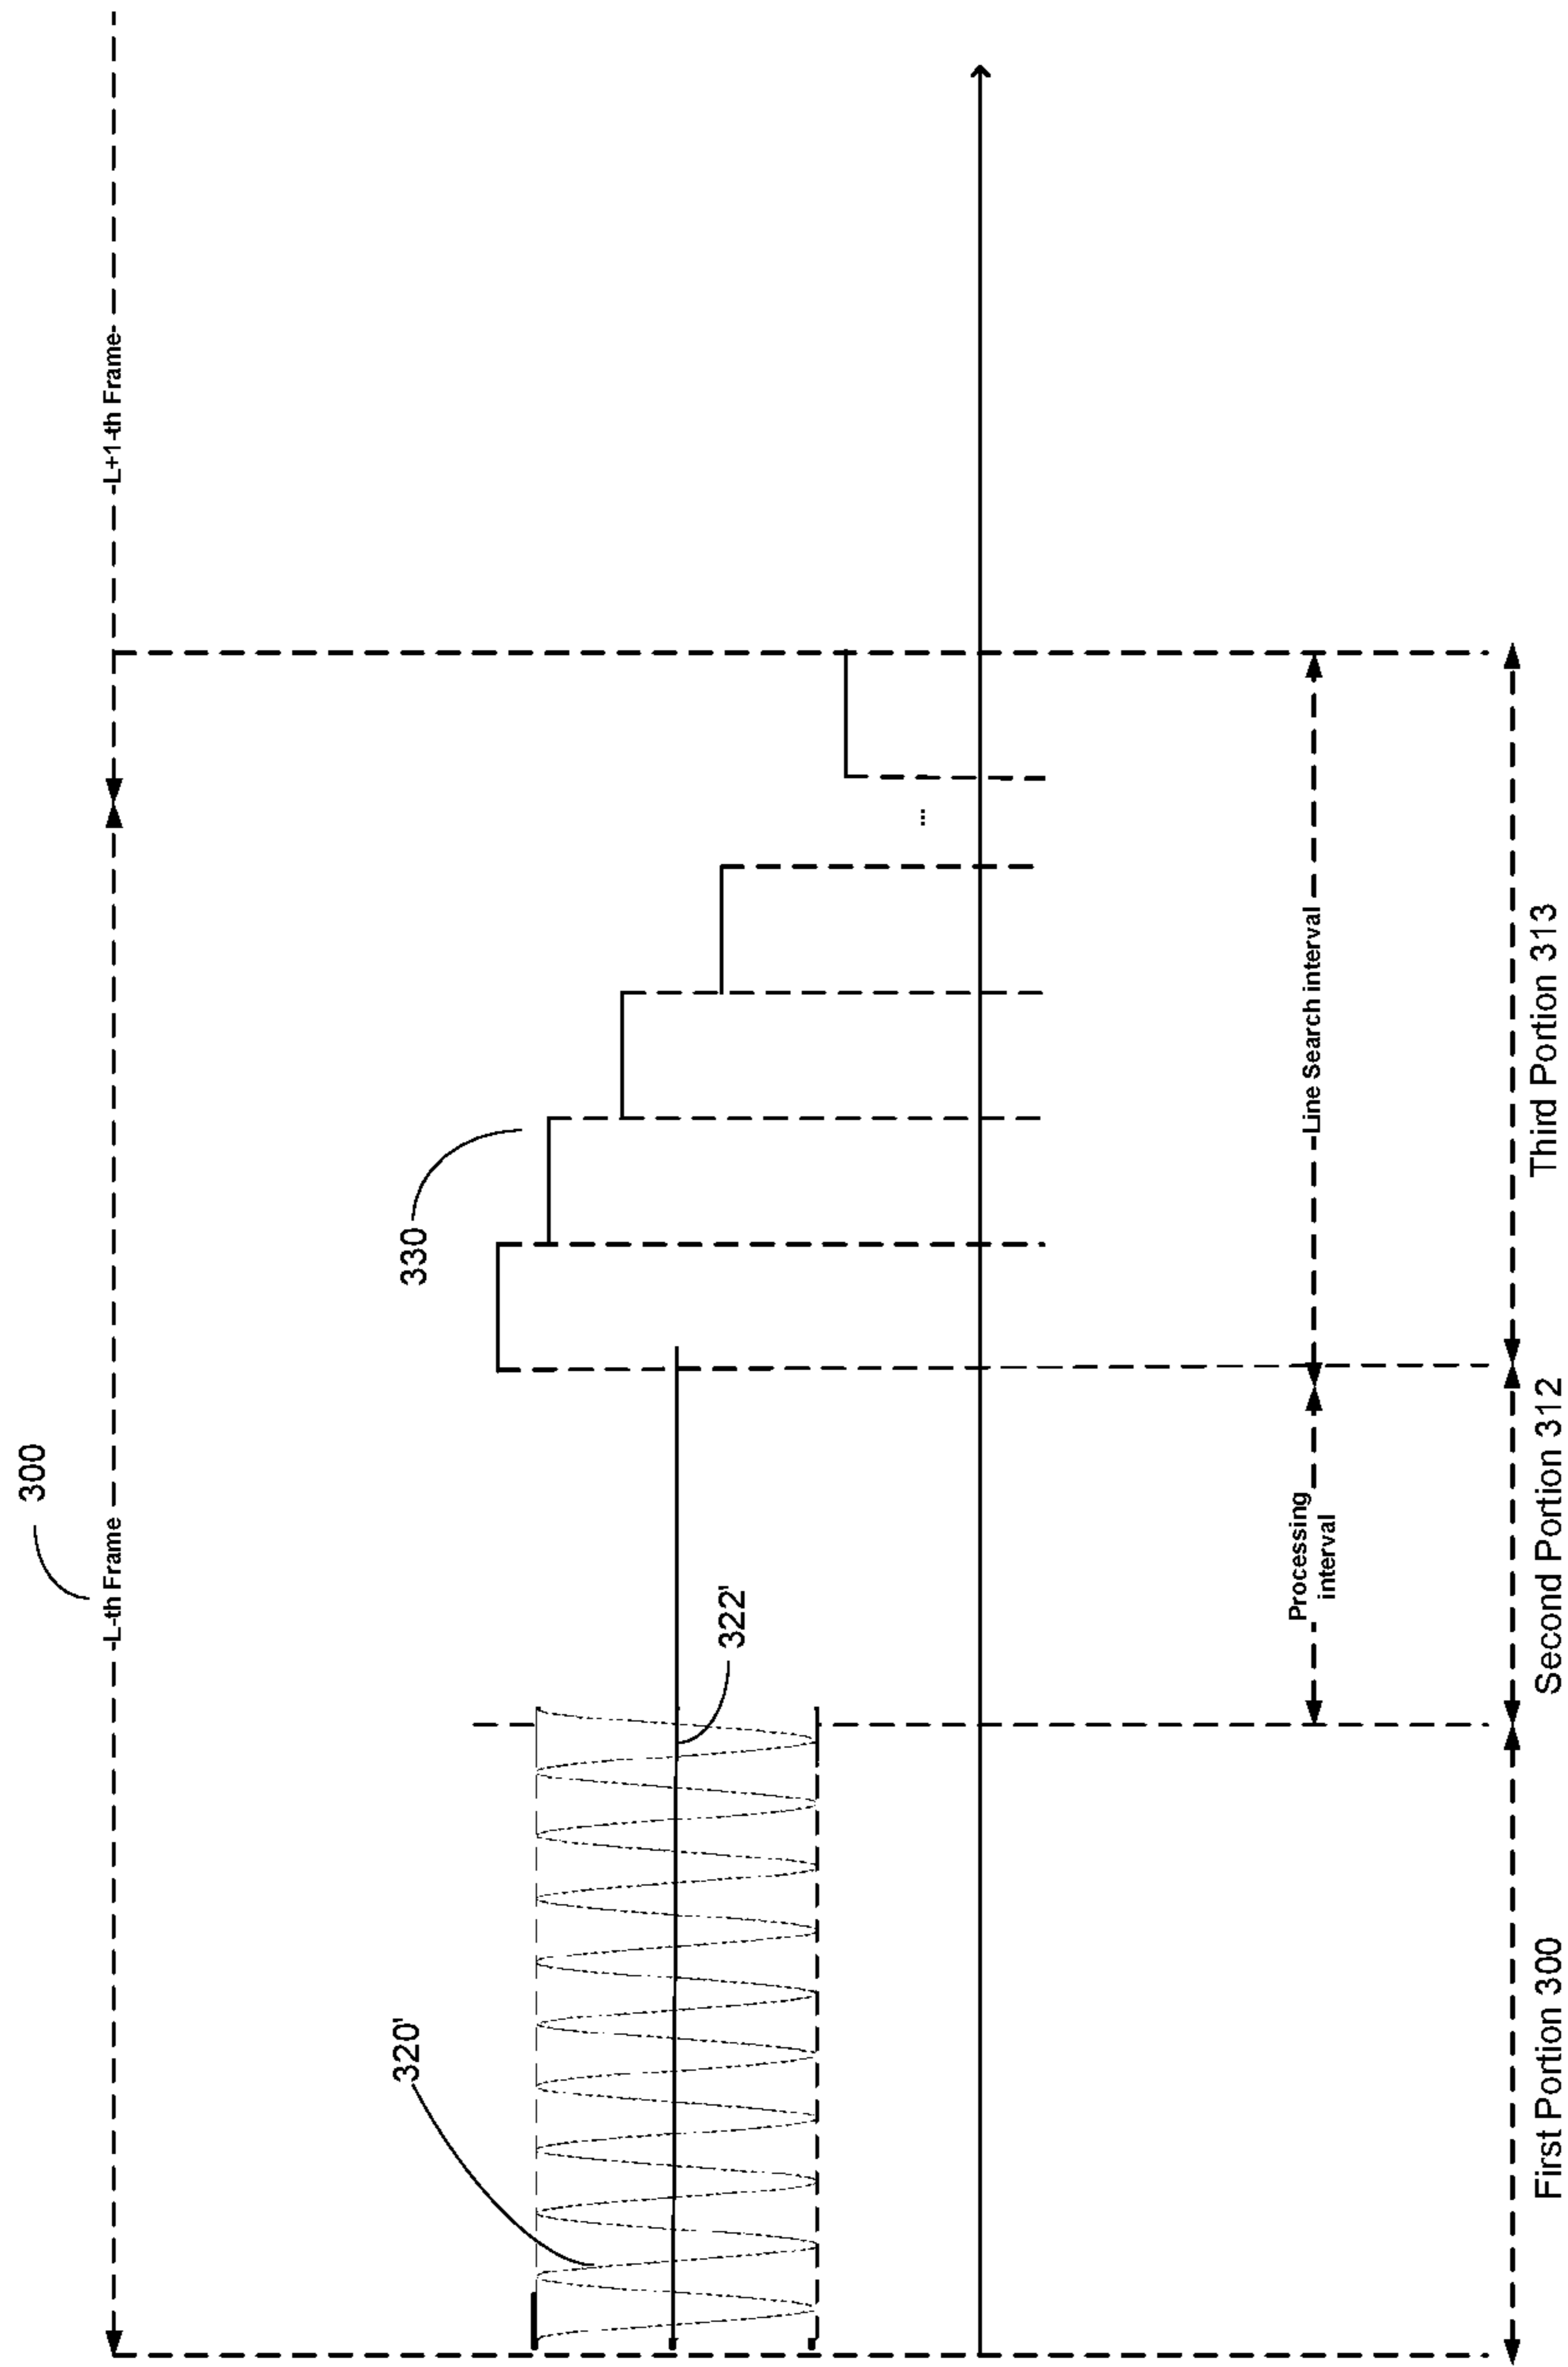 300
-L-th Frame
-L+1-th Frame-
330
320'
322'
...
Processing
interval
Line Search interval
First Portion 300
Second Portion 312
Third Portion 313